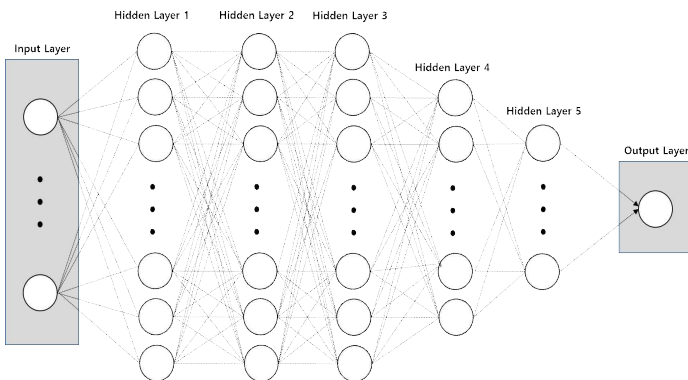 Hidden Layer 1
Hidden Layer 2
Hidden Layer 3
Input Layer
Hidden Layer 4
Hidden Layer 5
Output Layer